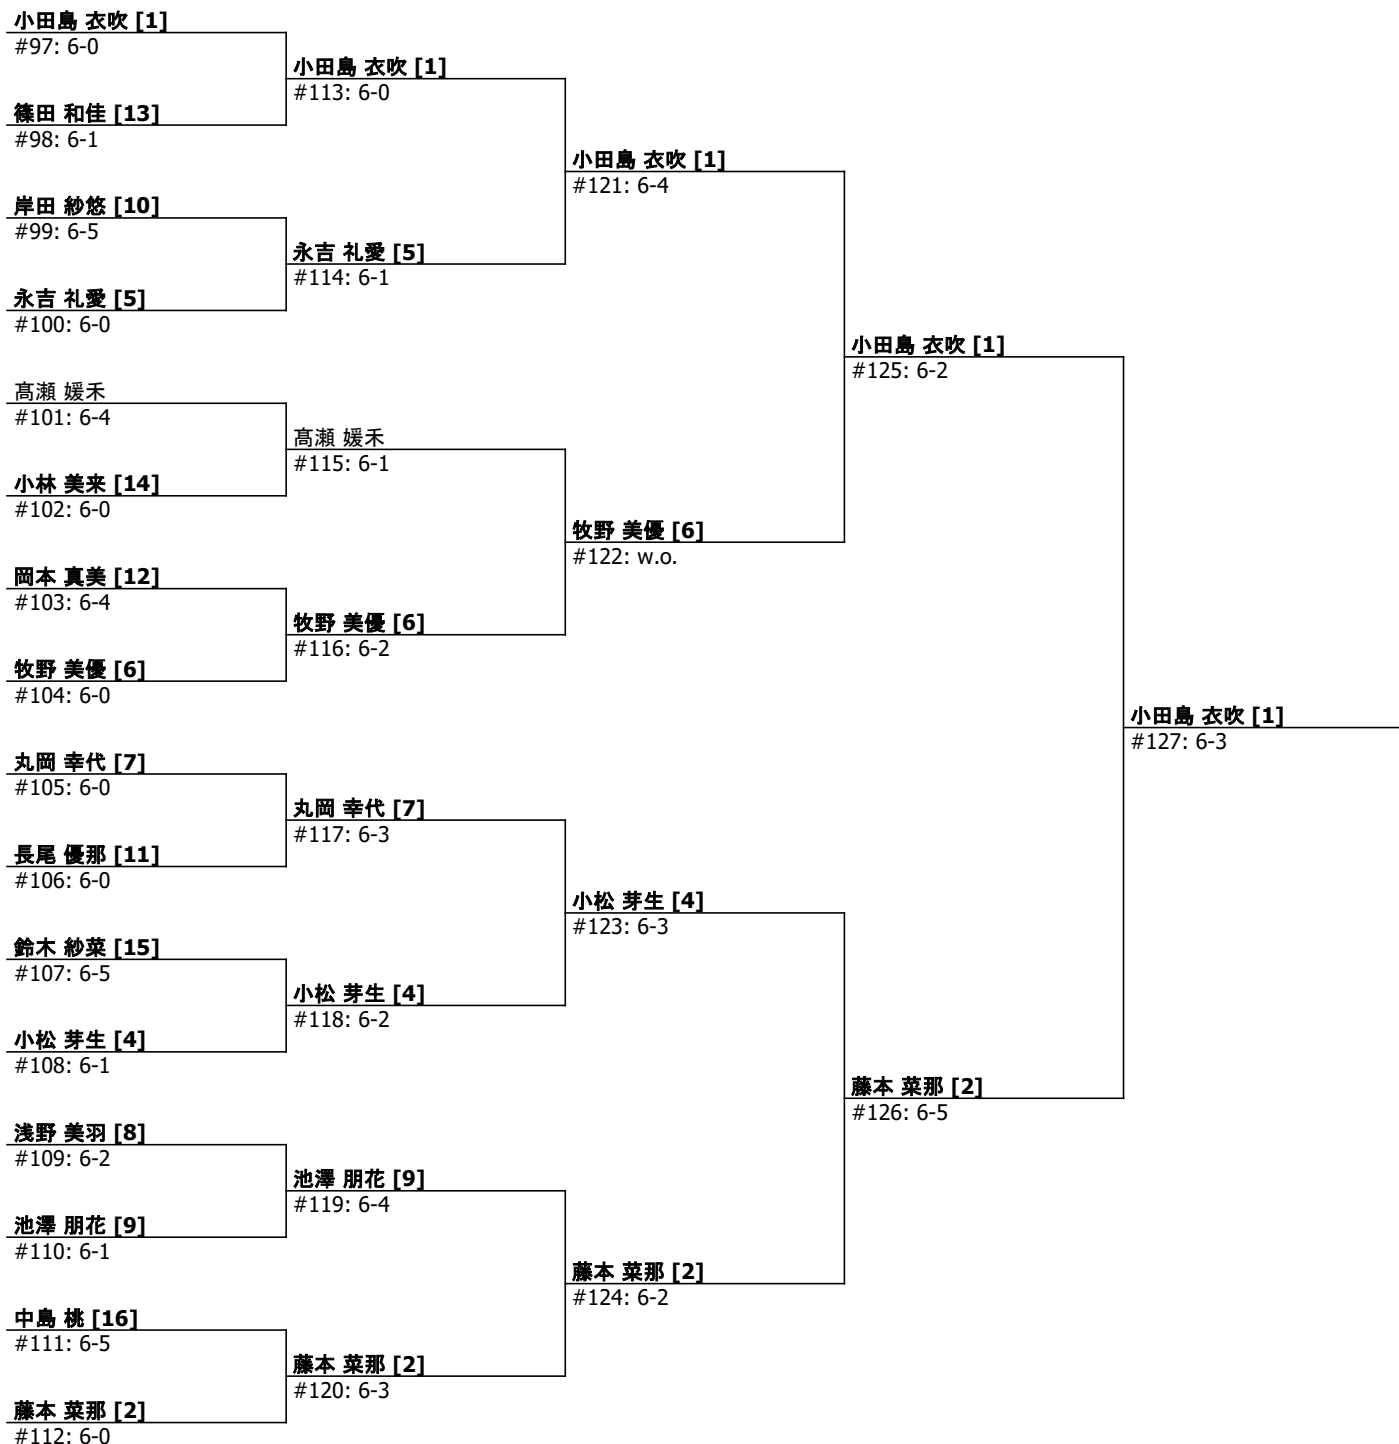 小田島 衣吹 [1]
#97: 6-0
篠田 和佳 [13]
#98: 6-1
岸田 紗悠 [10]
#99: 6-5
永吉 礼愛 [5]
#100: 6-0
髙瀬 媛禾
#101: 6-4
小林 美来 [14]
#102: 6-0
岡本 真美 [12]
#103: 6-4
牧野 美優 [6]
#104: 6-0
丸岡 幸代 [7]
#105: 6-0
長尾 優那 [11]
#106: 6-0
鈴木 紗菜 [15]
#107: 6-5
小松 芽生 [4]
#108: 6-1
浅野 美羽 [8]
#109: 6-2
池澤 朋花 [9]
#110: 6-1
中島 桃 [16]
#111: 6-5
藤本 菜那 [2]
#112: 6-0
小田島 衣吹 [1]
#113: 6-0
永吉 礼愛 [5]
#114: 6-1
髙瀬 媛禾
#115: 6-1
牧野 美優 [6]
#116: 6-2
丸岡 幸代 [7]
#117: 6-3
小松 芽生 [4]
#118: 6-2
池澤 朋花 [9]
#119: 6-4
藤本 菜那 [2]
#120: 6-3
小田島 衣吹 [1]
#121: 6-4
牧野 美優 [6]
#122: w.o.
小松 芽生 [4]
#123: 6-3
藤本 菜那 [2]
#124: 6-2
小田島 衣吹 [1]
#125: 6-2
藤本 菜那 [2]
#126: 6-5
小田島 衣吹 [1]
#127: 6-3